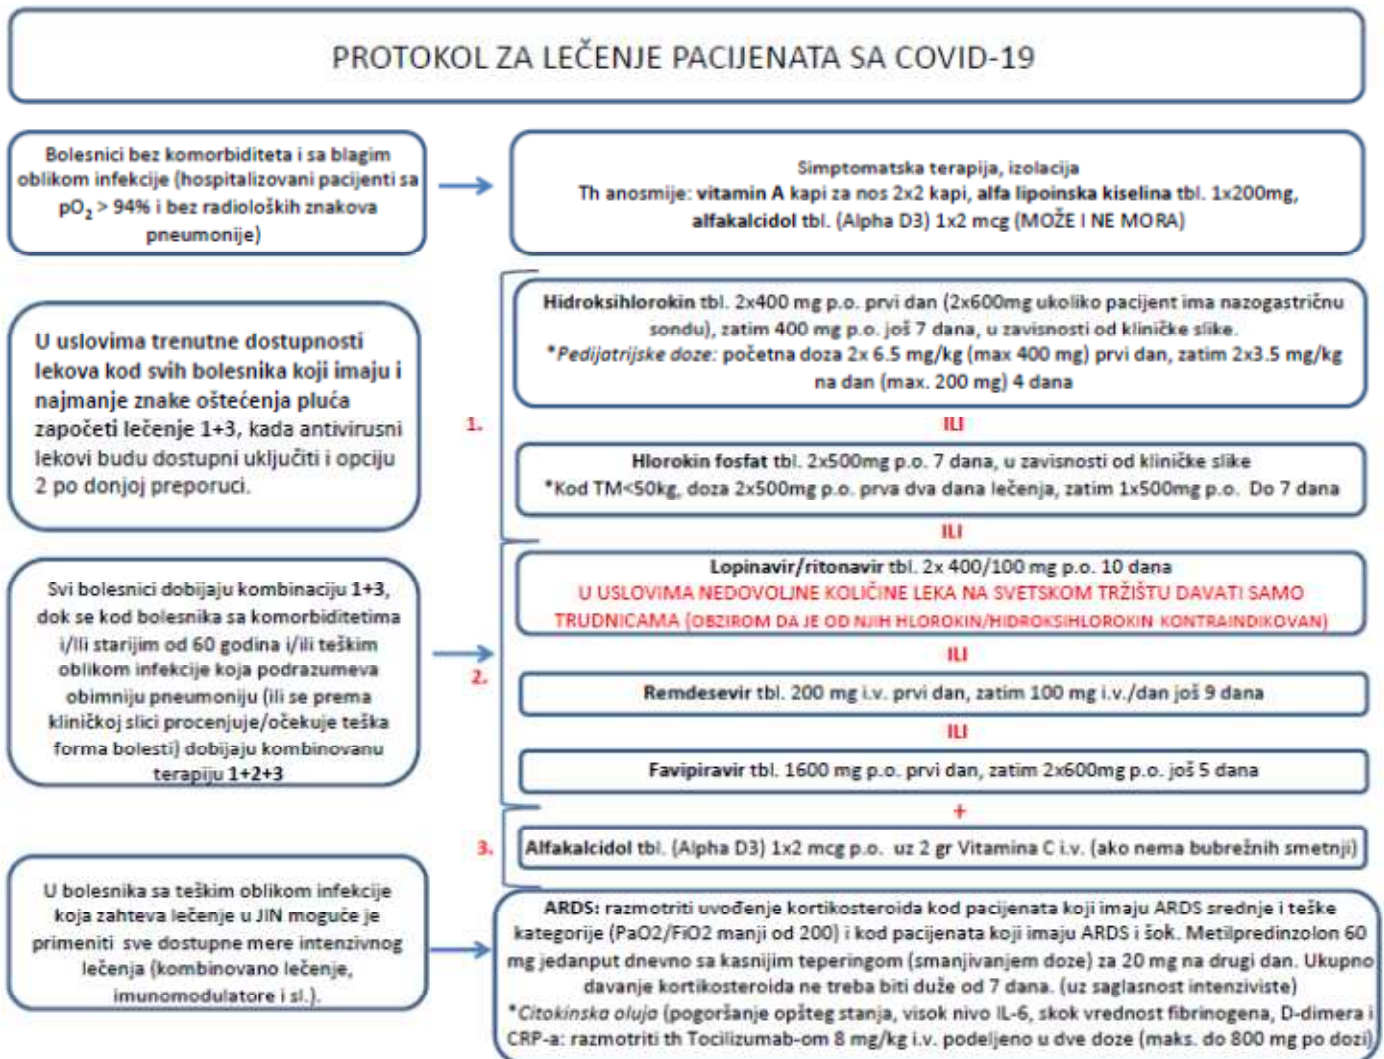 PROTOKOL ZA LEČENJE PACIJENATA SA COVID-19
Bolesnici bez komorbiditeta i sa blagim
oblikom infekcije (hospitalizovani pacijenti sa
pO2 > 94% i bez radioloških znakova
pneumonije)
Simptomatska terapija, izolacija
Th anosmije: vitamin A kapi za nos 2x2 kapi, alfa lipoinska kiselina tbl. 1x200mg,
alfakalcidol tbl. (Alpha D3) 1x2 mcg (MOŽE I NE MORA)
U uslovima trenutne dostupnosti
lekova kod svih bolesnika koji imaju i
najmanje znake oštećenja pluća
započeti lečenje 1+3, kada antivirusni
lekovi budu dostupni uključiti i opciju
2 po donjoj preporuci.
1.
Hidroksihlorokin tbl. 2x400 mg p.o. prvi dan (2x600mg ukoliko pacijent ima nazogastričnu
sondu), zatim 400 mg p.o. još 7 dana, u zavisnosti od kliničke slike.
*Pedijatrijske doze: početna doza 2x 6.5 mg/kg (max 400 mg) prvi dan, zatim 2x3.5 mg/kg
na dan (max. 200 mg) 4 dana
ILI
Hlorokin fosfat tbl. 2x500mg p.o. 7 dana, u zavisnosti od kliničke slike
*Kod TM<50kg, doza 2x500mg p.o. prva dva dana lečenja, zatim 1x500mg p.o. Do 7 dana
ILI
Svi bolesnici dobijaju kombinaciju 1+3,
dok se kod bolesnika sa komorbiditetima
i/Ili starijim od 60 godina i/ili teškim
oblikom infekcije koja podrazumeva
obimniju pneumoniju (ili se prema
kliničkoj slici procenjuje/očekuje teška
forma bolesti) dobijaju kombinovanu
terapiju 1+2+3
2.
Lopinavir/ritonavir tbl. 2x 400/100 mg p.o. 10 dana
U USLOVIMA NEDOVOLJNE KOLIČINE LEKA NA SVETSKOM TRŽIŠTU DAVATI SAMO
TRUDNICAMA (OBZIROM DA JE OD NJIH HLOROKIN/HIDROKSIHLOROKIN KONTRAINDIKOVAN)
ILI
Remdesevir tbl. 200 mg i.v. prvi dan, zatim 100 mg i.v./dan još 9 dana
ILI
Favipiravir tbl. 1600 mg p.o. prvi dan, zatim 2x600mg p.o. još 5 dana
+
3.
Alfakalcidol tbl. (Alpha D3) 1x2 mcg p.o. uz 2 gr Vitamina C i.v. (ako nema bubrežnih smetnji)
U bolesnika sa teškim oblikom infekcije
koja zahteva lečenje u JIN moguće je
primeniti sve dostupne mere intenzivnog
lečenja (kombinovano lečenje,
imunomodulatore i sl.).
ARDS: razmotriti uvođenje kortikosteroida kod pacijenata koji imaju ARDS srednje i teške
kategorije (PaO2/FiO2 manji od 200) i kod pacijenata koji imaju ARDS i šok. Metilpredinzolon 60
mg jedanput dnevno sa kasnijim teperingom (smanjivanjem doze) za 20 mg na drugi dan. Ukupno
davanje kortikosteroida ne treba biti duže od 7 dana. (uz saglasnost intenziviste)
*Citokinska oluja (pogoršanje opšteg stanja, visok nivo IL-6, skok vrednost fibrinogena, D-dimera i
CRP-a: razmotriti th Tocilizumab-om 8 mg/kg i.v. podeljeno u dve doze (maks. do 800 mg po dozi)